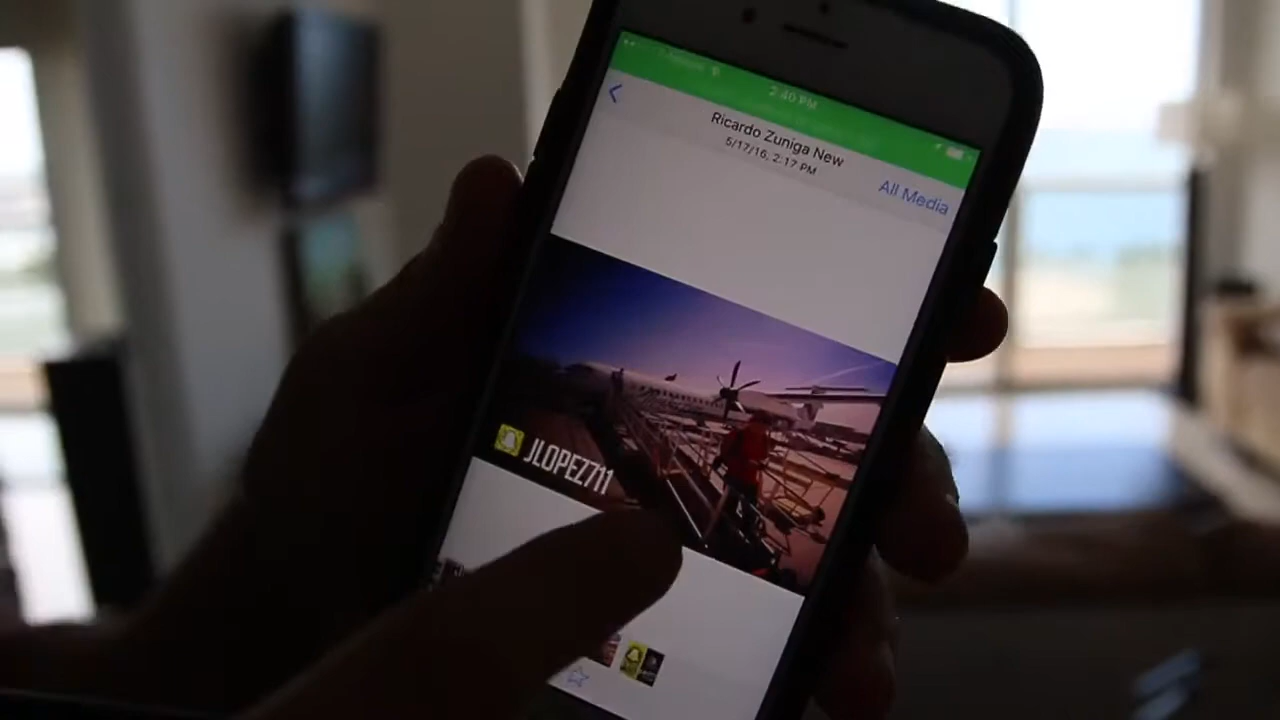 2:40 PM
Ricardo Zuniga New
5/17/16, 2:17 PM
All Media
JLOPEZ711